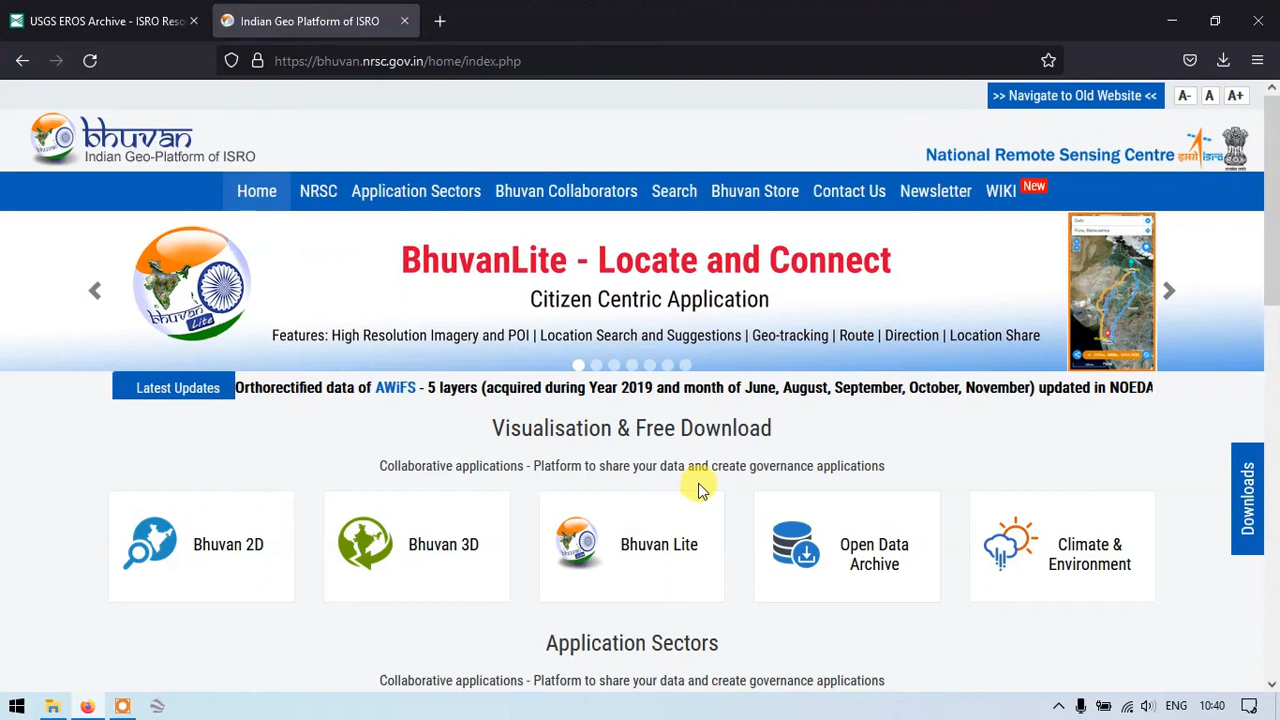 USGS EROS Archive - ISRO Reso
Indian Geo Platform of ISRO
https://bhuvan.nrsc.gov.in/home/index.php
>> Navigate to Old Website <<
A-
A
A+
bhuvan
Indian Geo-Platform of ISRO
National Remote Sensing Centre
इसरो isro
Home
NRSC
Application Sectors
Bhuvan Collaborators
Search
Bhuvan Store
Contact Us
Newsletter
WIKI
New
bhuvan
Lite
BhuvanLite - Locate and Connect
Citizen Centric Application
Features: High Resolution Imagery and POI | Location Search and Suggestions | Geo-tracking | Route | Direction | Location Share
Delhi
Pune, Maharashtra
Latest Updates
Orthorectified data of AWiFS - 5 layers (acquired during Year 2019 and month of June, August, September, October, November) updated in NOEDA
Visualisation & Free Download
Collaborative applications - Platform to share your data and create governance applications
Downloads
Bhuvan 2D
Bhuvan 3D
Bhuvan Lite
Open Data
Archive
Climate &
Environment
Application Sectors
Collaborative applications - Platform to share your data and create governance applications
ENG
10:40